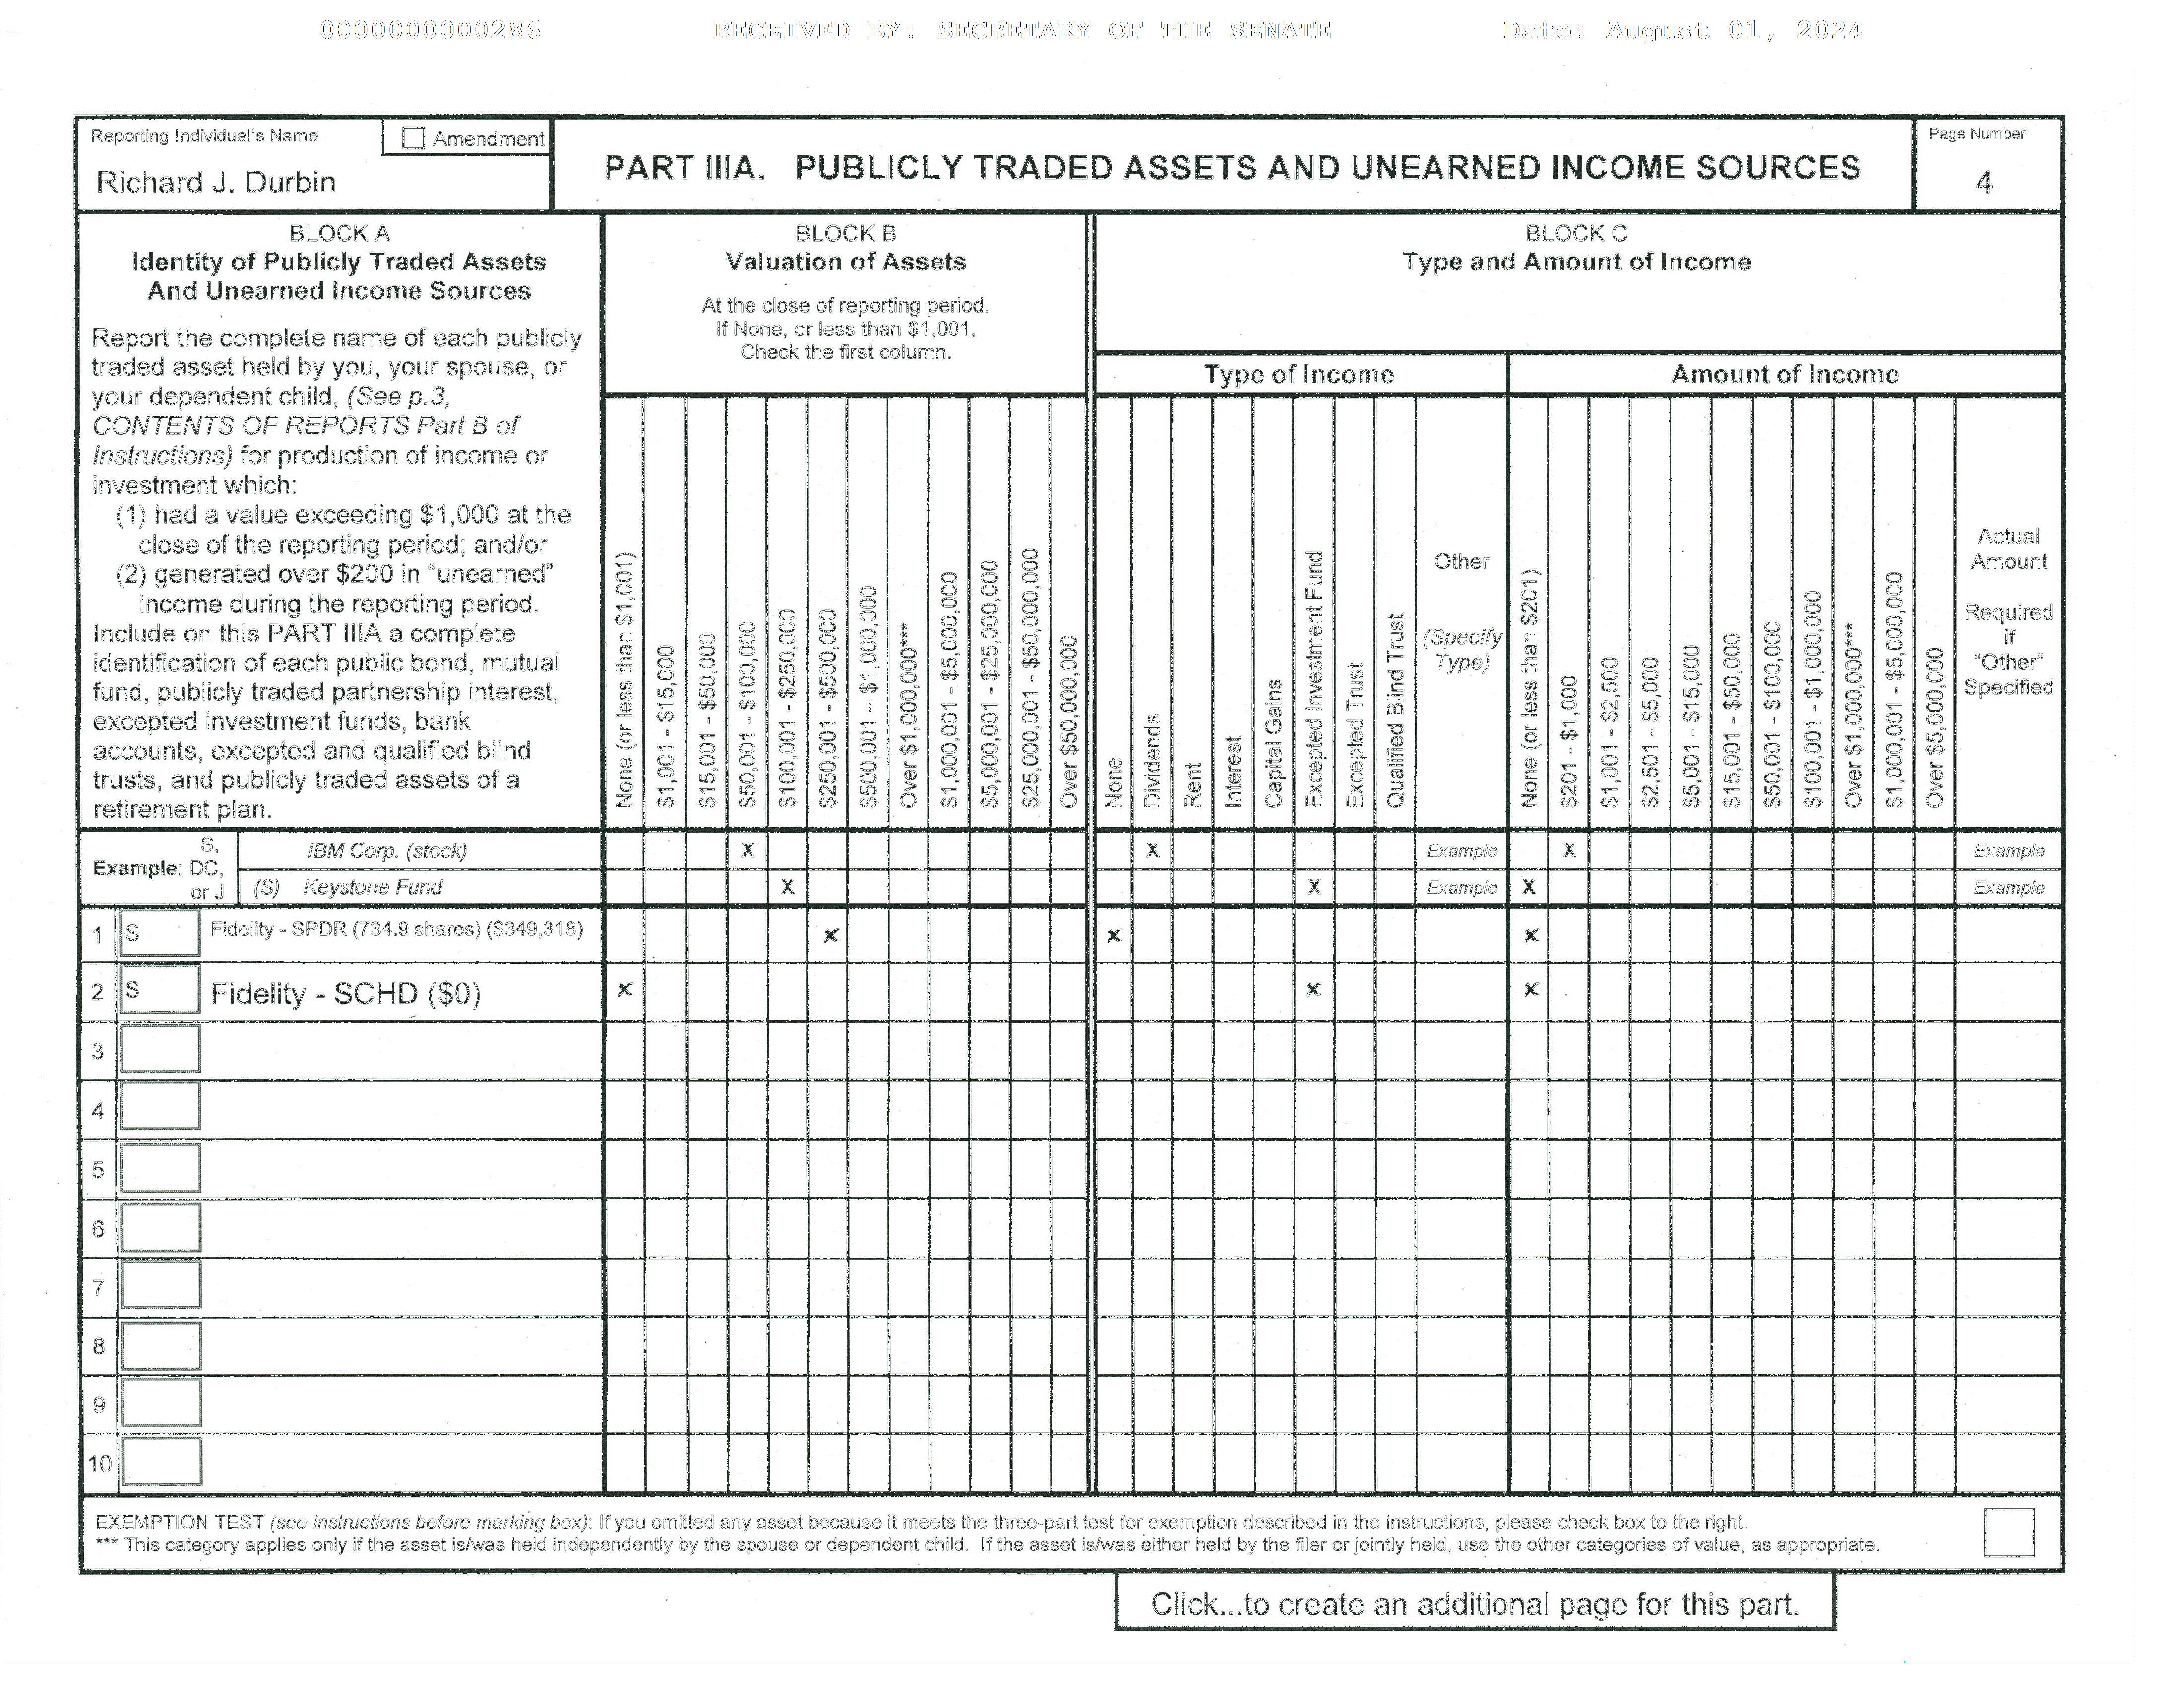 0000000000286 RECEIVED BY: SECRETARY OF THE SENATE Date: August 01, 2024
Reporting Individual's Name
Amendment
Richard J. Durbin
PART IIIA. PUBLICLY TRADED ASSETS AND UNEARNED INCOME SOURCES
Page Number
4
BLOCK A
Identity of Publicly Traded Assets
And Unearned Income Sources
Report the complete name of each publicly
traded asset held by you, your spouse, or
your dependent child, (See p.3,
CONTENTS OF REPORTS Part B of
Instructions) for production of income or
investment which:
(1) had a value exceeding $1,000 at the
close of the reporting period; and/or
(2) generated over $200 in "unearned"
income during the reporting period.
Include on this PART IIIA a complete
identification of each public bond, mutual
fund, publicly traded partnership interest,
excepted investment funds, bank
accounts, excepted and qualified blind
trusts, and publicly traded assets of a
retirement plan.
BLOCK B
Valuation of Assets
At the close of reporting period.
If None, or less than $1,001,
Check the first column.
None (or less than $1,001)
$1,001 - $15,000
$15,001 - $50,000
$50,001 - $100,000
$100,001 - $250,000
$250,001 - $500,000
$500,001 – $1,000,000
Over $1,000,000***
$1,000,001 - $5,000,000
$5,000,001 - $25,000,000
$25,000,001 - $50,000,000
Over $50,000,000
BLOCK C
Type and Amount of Income
Type of Income
None
Dividends
Rent
Interest
Capital Gains
Excepted Investment Fund
Excepted Trust
Qualified Blind Trust
Other
(Specify
Type)
Amount of Income
None (or less than $201)
$201 - $1,000
$1,001 - $2,500
$2,501 - $5,000
$5,001 - $15,000
$15,001 - $50,000
$50,001 - $100,000
$100,001 - $1,000,000
Over $1,000,000***
$1,000,001 - $5,000,000
Over $5,000,000
Actual
Amount
Required
if
"Other"
Specified
Example: S,
DC,
or J
IBM Corp. (stock) X X Example X Example
(S) Keystone Fund X X Example X Example
1 S Fidelity - SPDR (734.9 shares) ($349,318) x x x
2 S Fidelity - SCHD ($0) x x x
3
4
5
6
7
8
9
10
EXEMPTION TEST (see instructions before marking box): If you omitted any asset because it meets the three-part test for exemption described in the instructions, please check box to the right.
*** This category applies only if the asset is/was held independently by the spouse or dependent child. If the asset is/was either held by the filer or jointly held, use the other categories of value, as appropriate.
Click...to create an additional page for this part.